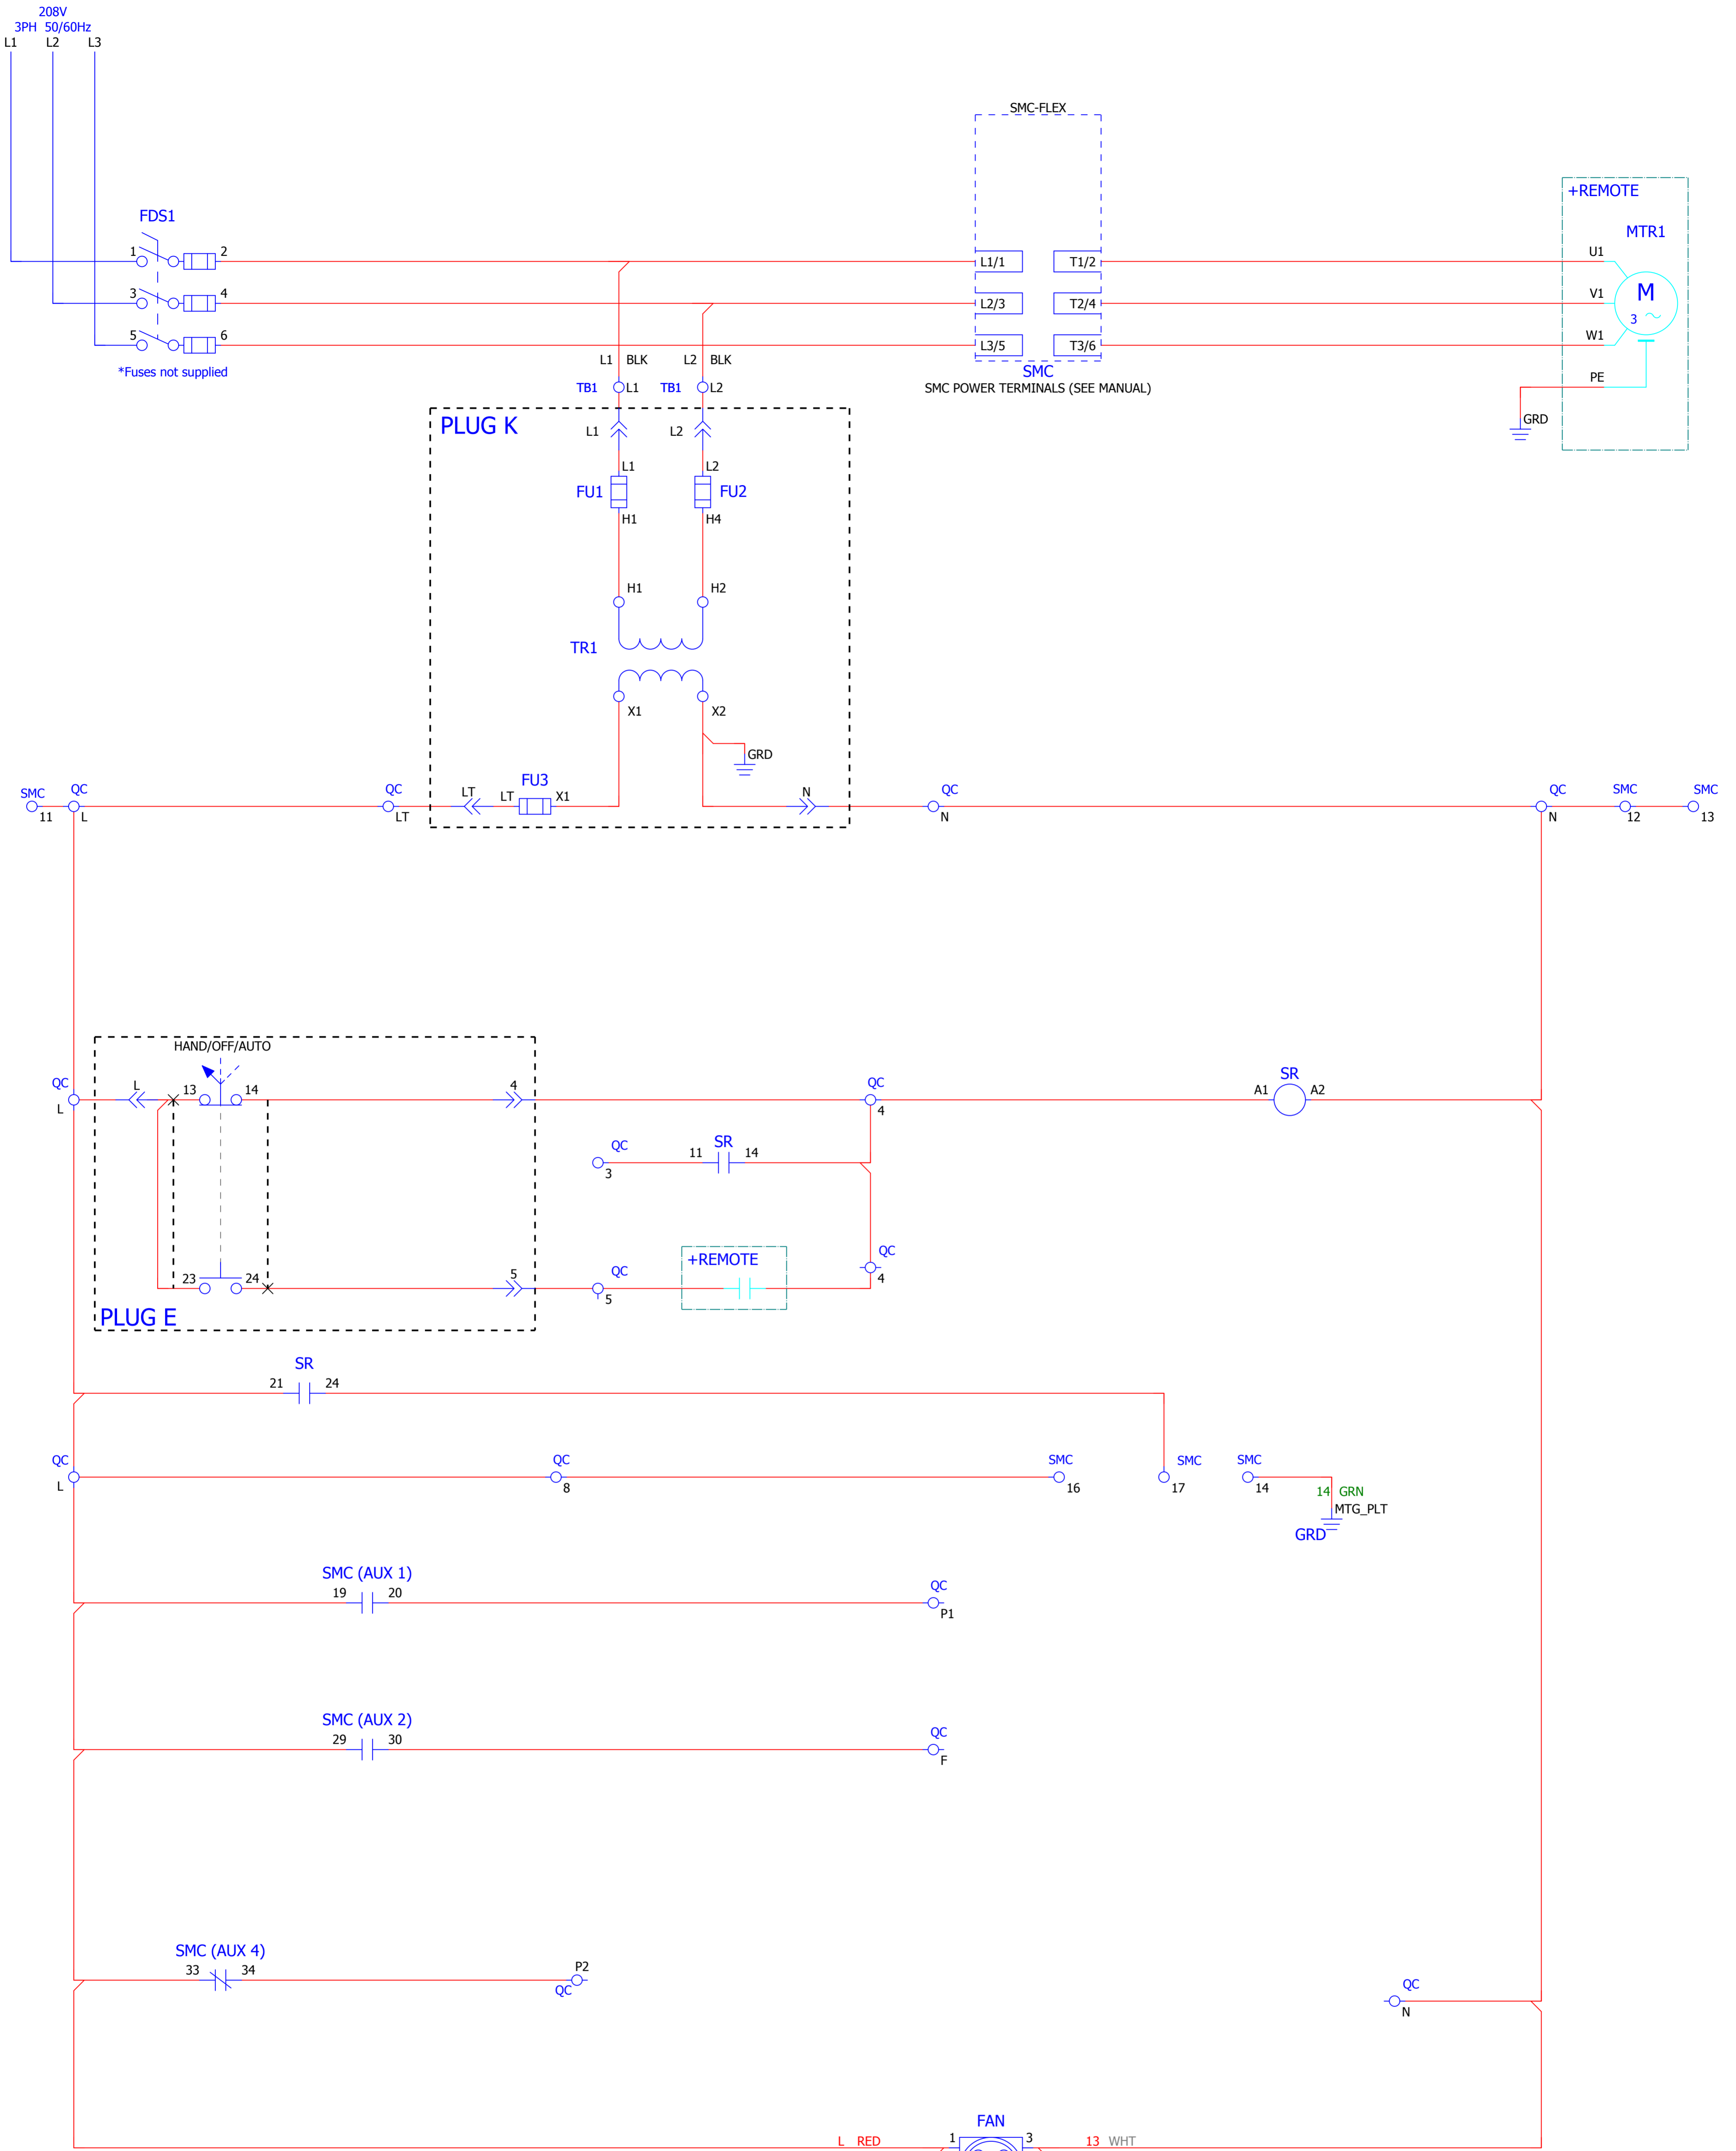 208V
3PH 50/60Hz
L1 L2 L3
SMC-FLEX
+REMOTE
FDS1
MTR1
1 2 L1/1 T1/2 U1
3 4 L2/3 T2/4 V1 M
3
5 6 L3/5 T3/6 W1
L1 BLK L2 BLK
*Fuses not supplied
SMC
PE
TB1 L1 TB1 L2
SMC POWER TERMINALS (SEE MANUAL)
PLUG K
L1 L2
GRD
L1 L2
FU1 FU2
H1 H4
H1 H2
TR1
X1 X2
GRD
FU3
SMC QC QC LT LT X1 N QC QC SMC SMC
11 L LT N N 12 13
HAND/OFF/AUTO
QC L 13 14 4 QC SR
A1 A2
L 4
QC 11 SR 14
3
+REMOTE QC
4
23 24 5 QC
5
PLUG E
SR
21 24
QC QC SMC SMC SMC
L 8 16 17 14
14 GRN
MTG_PLT
GRD
SMC (AUX 1)
19 20 QC
P1
SMC (AUX 2)
29 30 QC
F
SMC (AUX 4)
33 34 P2
QC
QC
N
FAN
L RED 1 3 13 WHT